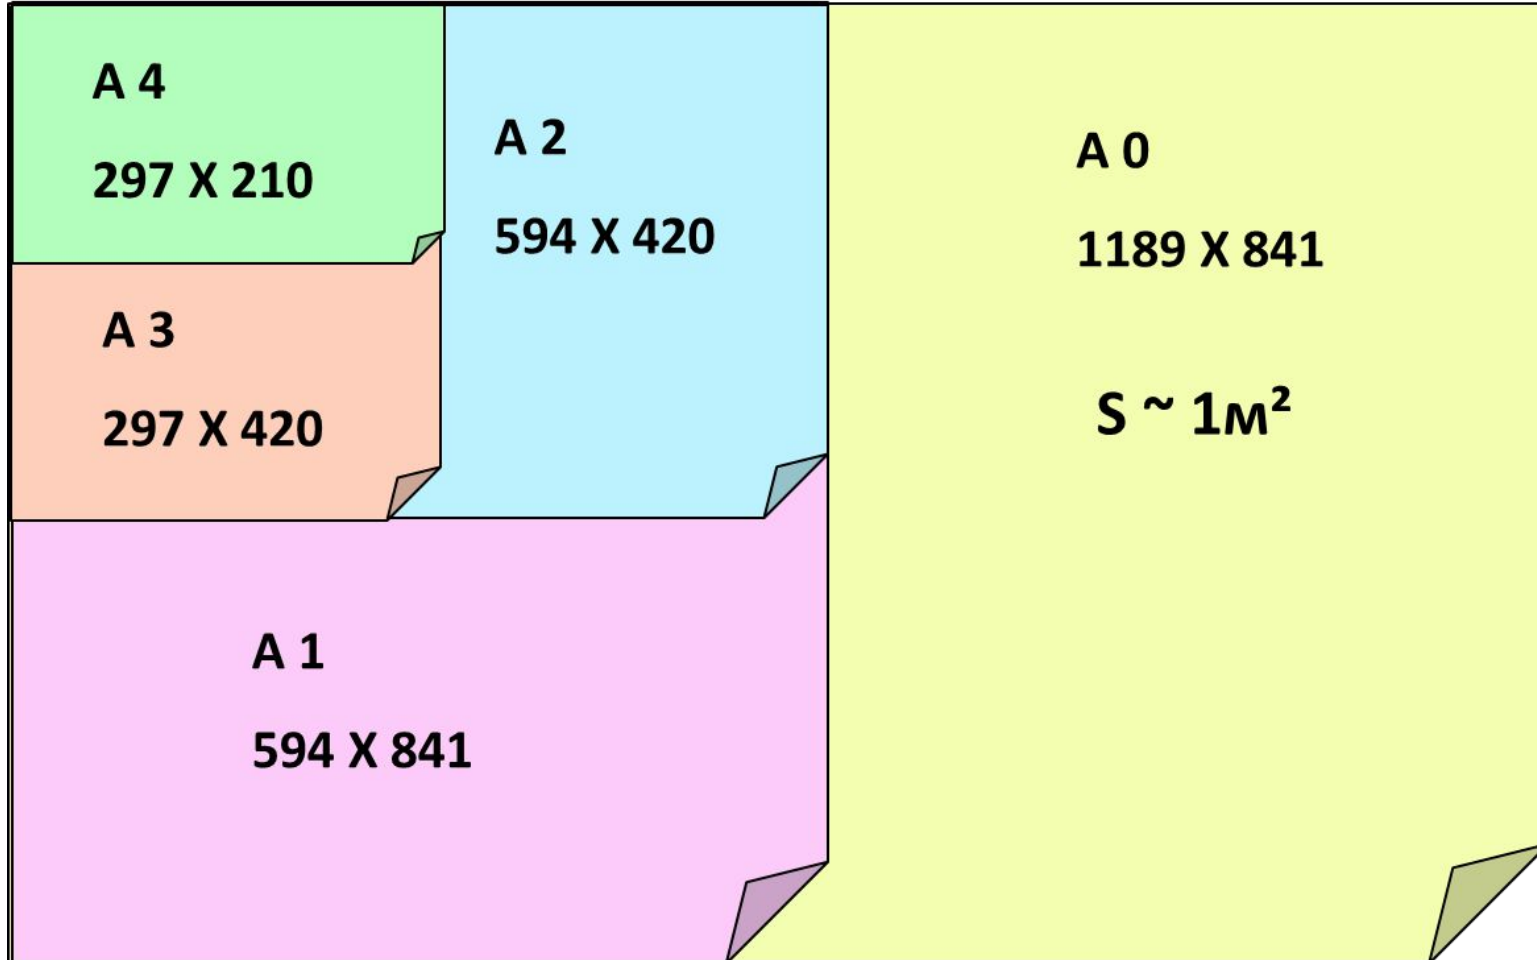 А 4
297 Х 210
А 3
297 Х 420
А 2
594 Х 420
А 1
594 Х 841
А 0
1189 Х 841
S ~ 1м²